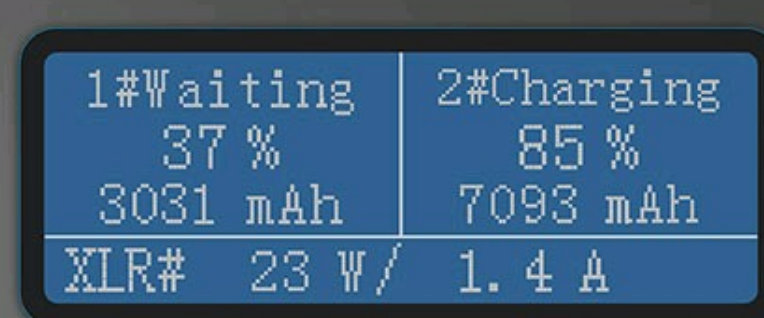 1#Waiting
37 %
3031 mAh
2#Charging
85 %
7093 mAh
XLR# 23 W/ 1.4 A